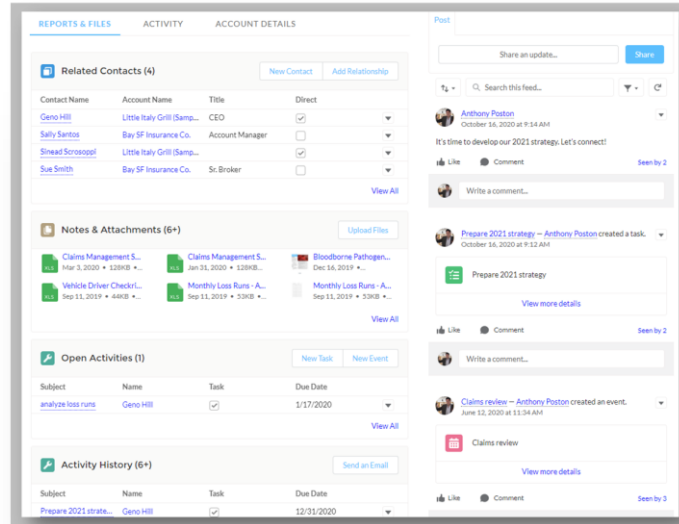 REPORTS & FILES ACTIVITY ACCOUNT DETAILS
Related Contacts (4) New Contact Add Relationship
Contact Name Account Name Title Direct
Geno Hill Little Italy Grill (Samp... CEO
Sally Santos Bay SF Insurance Co. Account Manager
Sinead Scrosoppi Little Italy Grill (Samp...
Sue Smith Bay SF Insurance Co. Sr. Broker
View All
Notes & Attachments (6+) Upload Files
Claims Management S... Claims Management S... Bloodborne Pathogen...
XLS Mar 3, 2020 • 128KB •... XLS Jan 31, 2020 • 128KB... Dec 16, 2019 •...
Vehicle Driver Checkri... Monthly Loss Runs - A... Monthly Loss Runs - A...
XLS Sep 11, 2019 • 44KB •... XLS Sep 11, 2019 • 53KB •... Sep 11, 2019 • 53KB •...
View All
Open Activities (1) New Task New Event
Subject Name Task Due Date
analyze loss runs Geno Hill 1/17/2020
View All
Activity History (6+) Send an Email
Subject Name Task Due Date
Prepare 2021 strate... Geno Hill 12/31/2020
Post
Share an update... Share
Search this feed...
Anthony Poston
October 16, 2020 at 9:14 AM
It's time to develop our 2021 strategy. Let's connect!
Like Comment Seen by 2
Write a comment...
Prepare 2021 strategy — Anthony Poston created a task.
October 16, 2020 at 9:12 AM
Prepare 2021 strategy
View more details
Like Comment Seen by 2
Write a comment...
Claims review — Anthony Poston created an event.
June 12, 2020 at 11:34 AM
Claims review
View more details
Like Comment Seen by 3